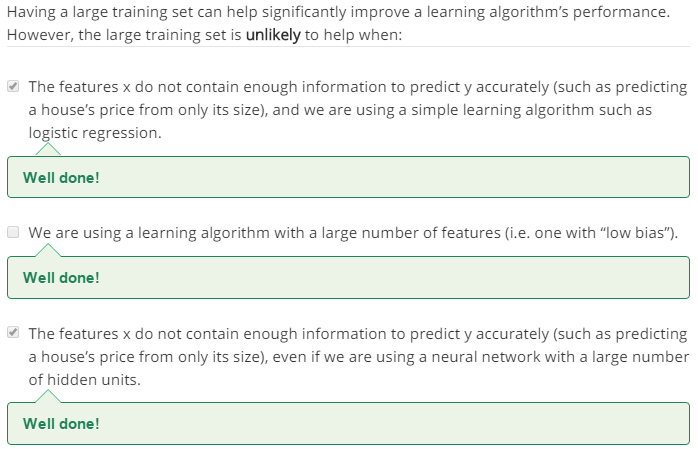 Having a large training set can help significantly improve a learning algorithm’s performance.
However, the large training set is unlikely to help when:
The features x do not contain enough information to predict y accurately (such as predicting
a house’s price from only its size), and we are using a simple learning algorithm such as
logistic regression.
Well done!
We are using a learning algorithm with a large number of features (i.e. one with “low bias”).
Well done!
The features x do not contain enough information to predict y accurately (such as predicting
a house’s price from only its size), even if we are using a neural network with a large number
of hidden units.
Well done!